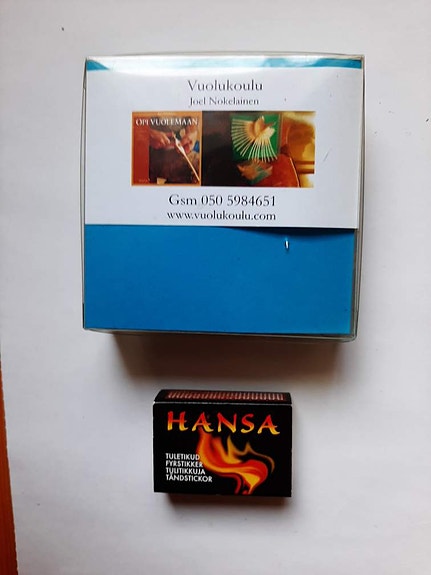 Vuolukoulu
Joel Nokelainen
OPI VUOLEMAAN
Gsm 050 5984651
www.vuolukoulu.com
HANSA
TULETIKUD
FYRSTIKKER
TULITIKKUJA
TÄNDSTICKOR